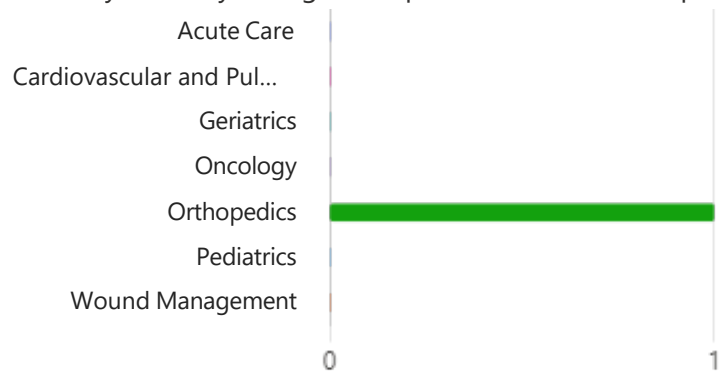 Acute Care
Cardiovascular and Pul...
Geriatrics
Oncology
Orthopedics
Pediatrics
Wound Management
0 1